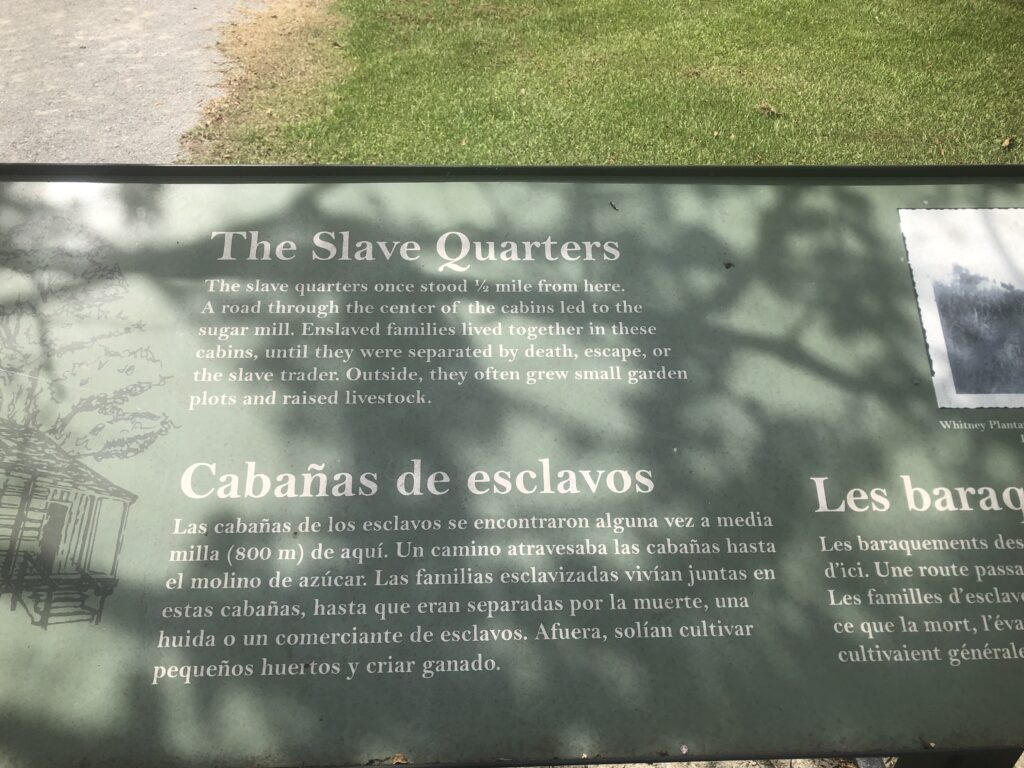 The Slave Quarters
The slave quarters once stood ½ mile from here.
A road through the center of the cabins led to the
sugar mill. Enslaved families lived together in these
cabins, until they were separated by death, escape, or
the slave trader. Outside, they often grew small garden
plots and raised livestock.
Cabañas de esclavos
Las cabañas de los esclavos se encontraron alguna vez a media
milla (800 m) de aquí. Un camino atravesaba las cabañas hasta
el molino de azúcar. Las familias esclavizadas vivían juntas en
estas cabañas, hasta que eran separadas por la muerte, una
huida o un comerciante de esclavos. Afuera, solían cultivar
pequeños huertos y criar ganado.
Whitney Planta
Les baraq
Les baraquements des
d'ici. Une route passa
Les familles d'esclave
ce que la mort, l'éva
cultivaient générale